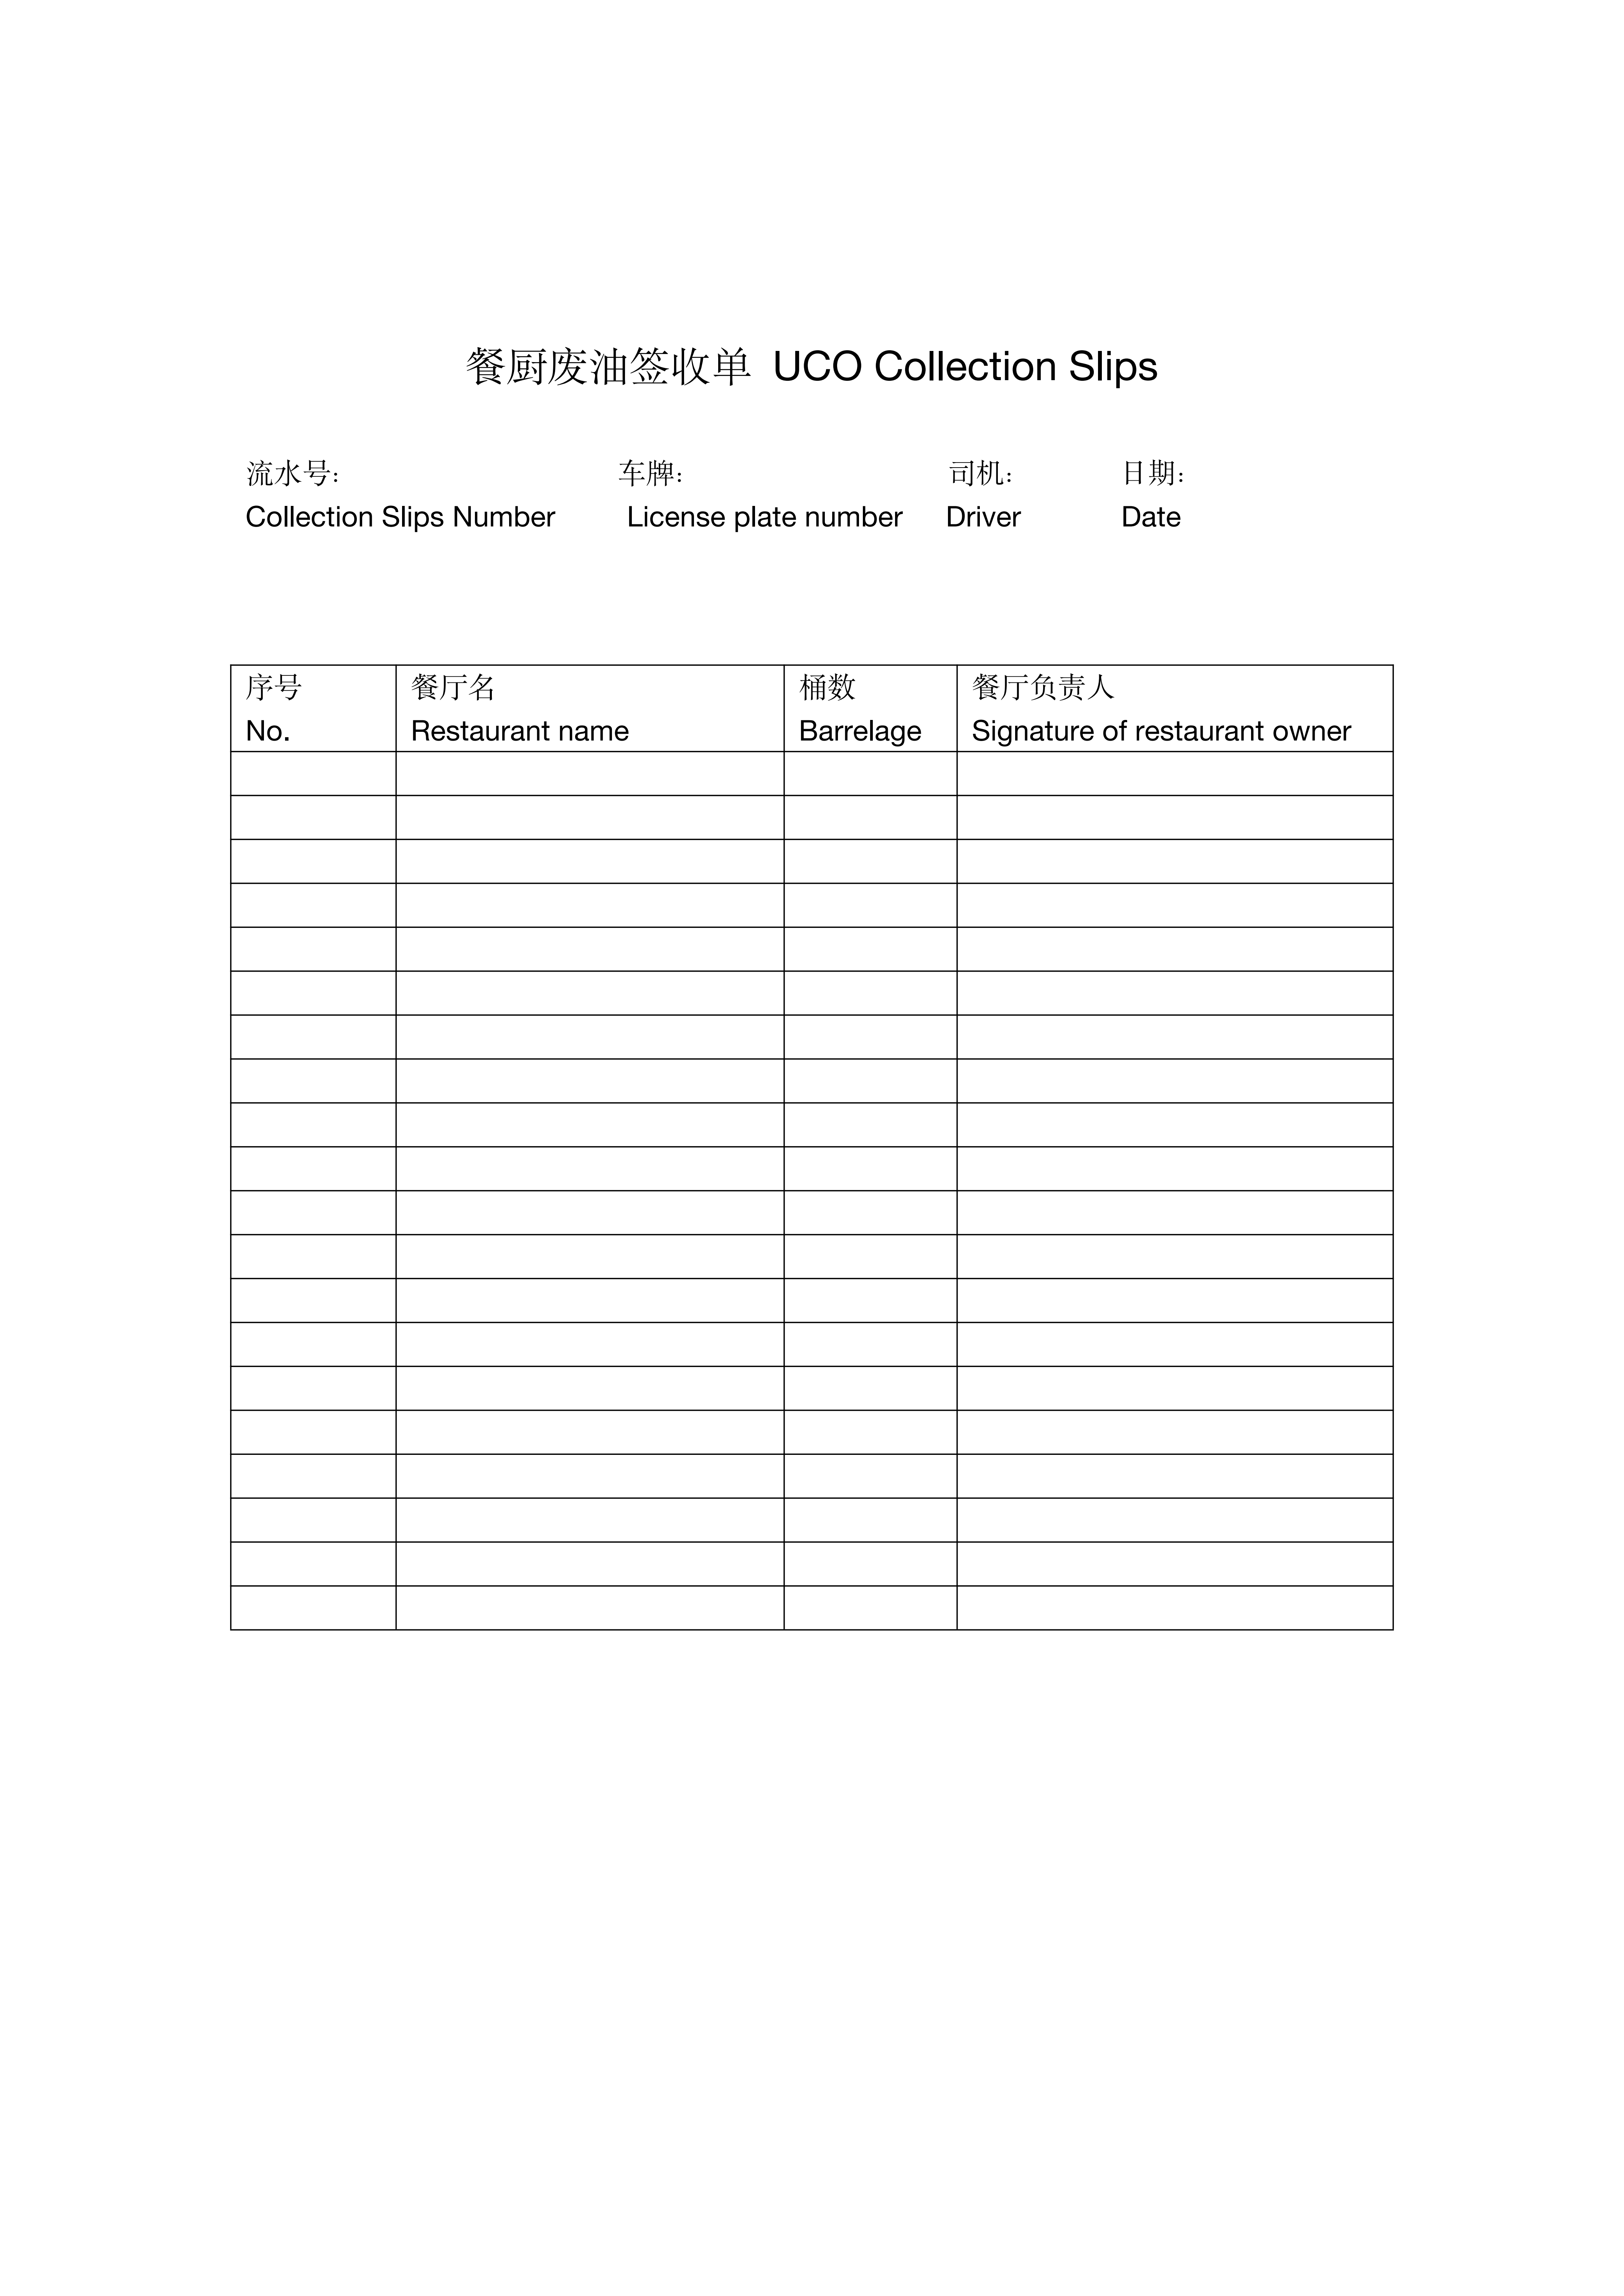 餐厨废油签收单 UCO Collection Slips
流水号: 车牌: 司机: 日期:
Collection Slips Number License plate number Driver Date
序号 餐厅名 桶数 餐厅负责人
No. Restaurant name Barrelage Signature of restaurant owner